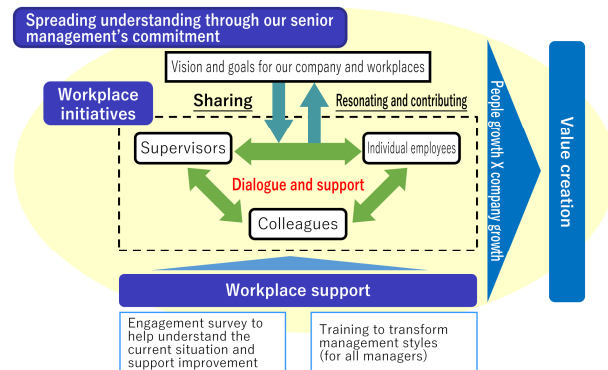 Spreading understanding through our senior
management's commitment
Vision and goals for our company and workplaces
Workplace
initiatives
Sharing
Resonating and contributing
Supervisors
Individual employees
Dialogue and support
Colleagues
People growth X company growth
Value creation
Workplace support
Engagement survey to
help understand the
current situation and
support improvement
Training to transform
management styles
(for all managers)